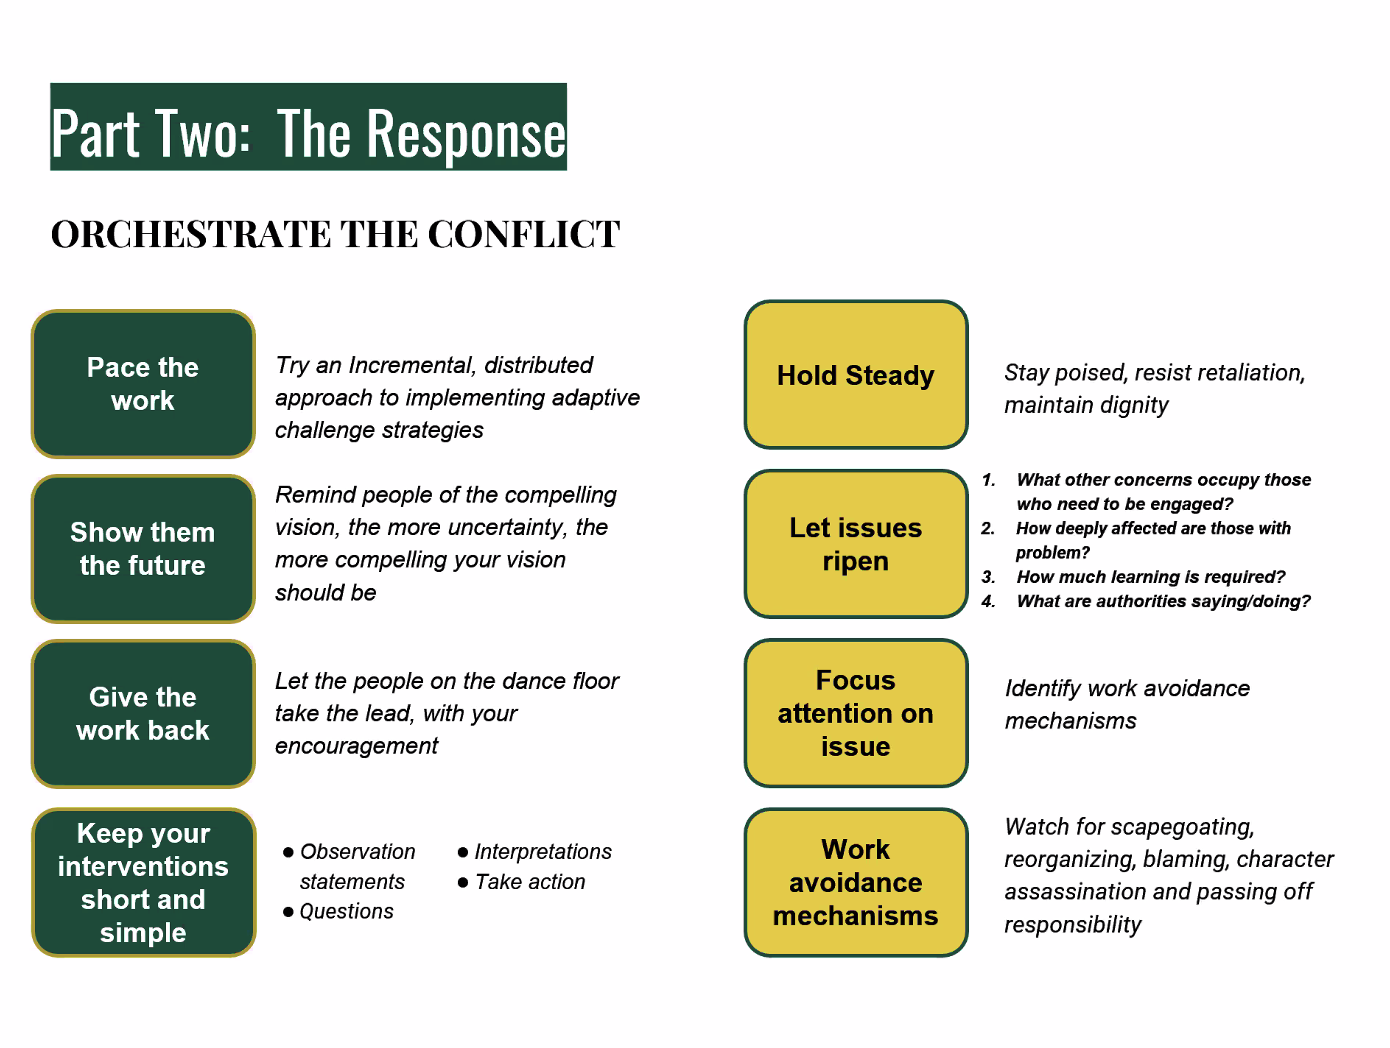 Part Two:  The Response
ORCHESTRATE THE CONFLICT
Pace the
work
Try an Incremental, distributed
approach to implementing adaptive
challenge strategies
Show them
the future
Remind people of the compelling
vision, the more uncertainty, the
more compelling your vision
should be
Give the
work back
Let the people on the dance floor
take the lead, with your
encouragement
Keep your
interventions
short and
simple
● Observation
statements
● Questions
● Interpretations
● Take action
Hold Steady
Stay poised, resist retaliation,
maintain dignity
Let issues
ripen
1. What other concerns occupy those
who need to be engaged?
2. How deeply affected are those with
problem?
3. How much learning is required?
4. What are authorities saying/doing?
Focus
attention on
issue
Identify work avoidance
mechanisms
Work
avoidance
mechanisms
Watch for scapegoating,
reorganizing, blaming, character
assassination and passing off
responsibility